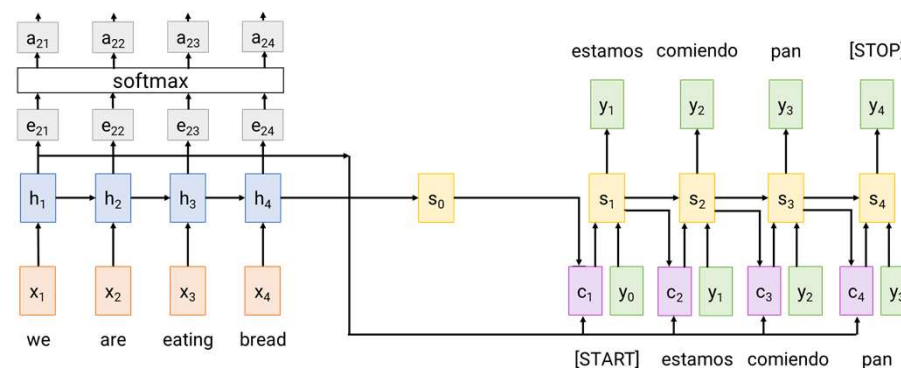 a21 a22 a23 a24
softmax
e21 e22 e23 e24
h1 h2 h3 h4
x1 x2 x3 x4
we are eating bread
s0
estamos comiendo pan [STOP]
y1 y2 y3 y4
s1 s2 s3 s4
c1 y0 c2 y1 c3 y2 c4 y3
[START] estamos comiendo pan